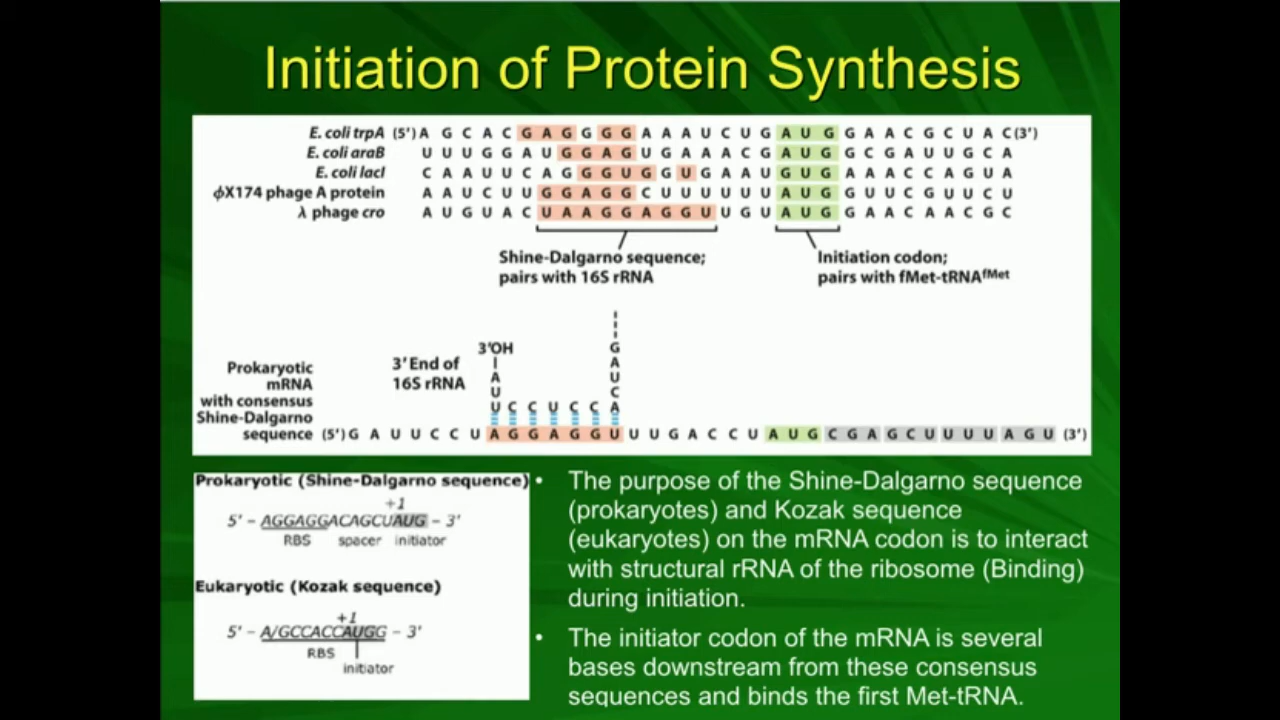 Initiation of Protein Synthesis
E. coli trpA (5′) A G C A C G A G G G G A A A U C U G A U G G A A C G C U A C (3′)
E. coli araB U U U G G A U G G A G U G A A A C G A U G G C G A U U G C A
E. coli lacI C A A U U C A G G G U G G U G A A U G U G A A A C C A G U A
ϕX174 phage A protein A A U C U U G G A G G C U U U U U U A U G G U U C G U U C U
λ phage cro A U G U A C U A A G G A G G U U G U A U G G A A C A A C G C
Shine-Dalgarno sequence; Initiation codon;
pairs with 16S rRNA pairs with fMet-tRNAfMet
3′OH
3′ End of
16S rRNA
A
U
U C C U C C A
G
A
U
C
Prokaryotic
mRNA
with consensus
Shine-Dalgarno
sequence (5′) G A U U C C U A G G A G G U U U G A C C U A U G C G A G C U U U U A G U (3′)
Prokaryotic (Shine-Dalgarno sequence)
+1
5′ – AGGAGGACAGCUAUG – 3′
RBS spacer initiator
Eukaryotic (Kozak sequence)
+1
5′ – A/GCCACCAUGG – 3′
RBS
initiator
• The purpose of the Shine-Dalgarno sequence
(prokaryotes) and Kozak sequence
(eukaryotes) on the mRNA codon is to interact
with structural rRNA of the ribosome (Binding)
during initiation.
• The initiator codon of the mRNA is several
bases downstream from these consensus
sequences and binds the first Met-tRNA.